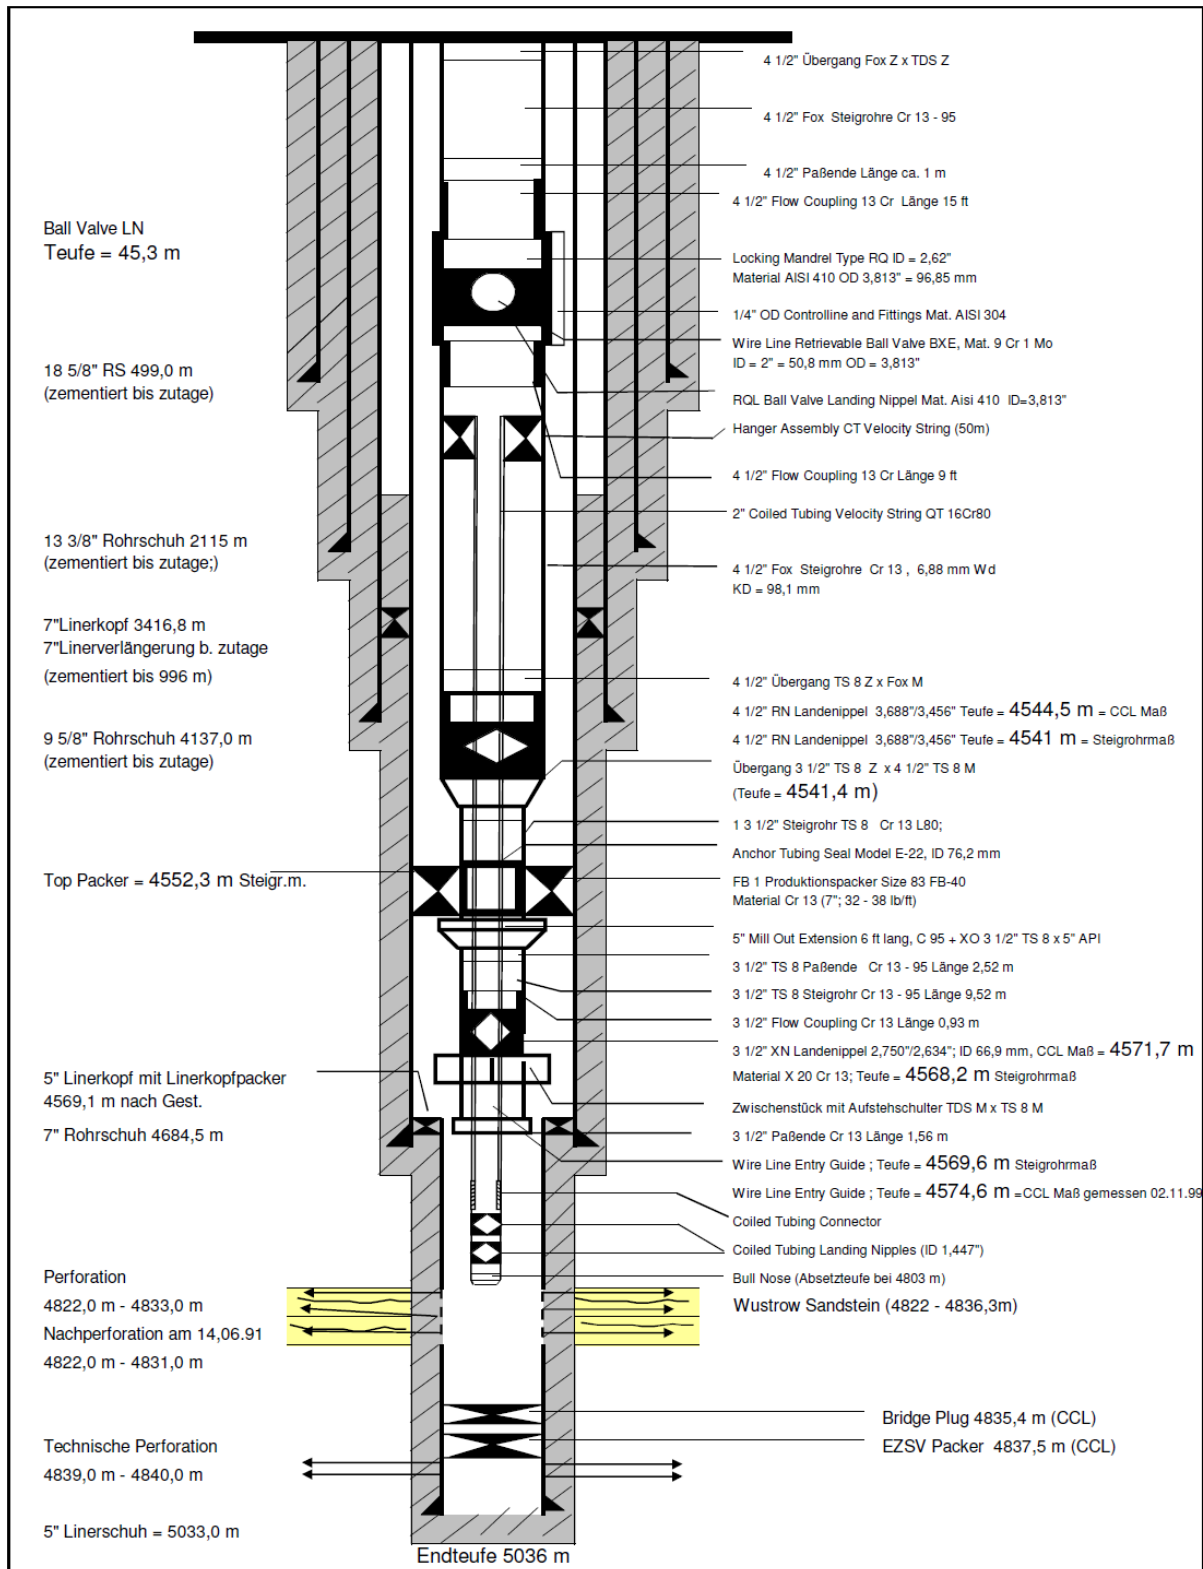 4 1/2" Übergang Fox Z x TDS Z
4 1/2" Fox Steigrohre Cr 13 - 95
4 1/2" Paßende Länge ca. 1 m
4 1/2" Flow Coupling 13 Cr Länge 15 ft
Ball Valve LN
Teufe = 45,3 m
Locking Mandrel Type RQ ID = 2,62"
Material AISI 410 OD 3,813" = 96,85 mm
1/4" OD Controlline and Fittings Mat. AISI 304
Wire Line Retrievable Ball Valve BXE, Mat. 9 Cr 1 Mo
ID = 2" = 50,8 mm OD = 3,813"
18 5/8" RS 499,0 m
(zementiert bis zutage)
RQL Ball Valve Landing Nippel Mat. Aisi 410 ID=3,813"
Hanger Assembly CT Velocity String (50m)
4 1/2" Flow Coupling 13 Cr Länge 9 ft
2" Coiled Tubing Velocity String QT 16Cr80
13 3/8" Rohrschuh 2115 m
(zementiert bis zutage;)
4 1/2" Fox Steigrohre Cr 13 , 6,88 mm Wd
KD = 98,1 mm
7"Linerkopf 3416,8 m
7"Linerverlängerung b. zutage
(zementiert bis 996 m)
4 1/2" Übergang TS 8 Z x Fox M
4 1/2" RN Landenippel 3,688"/3,456" Teufe = 4544,5 m = CCL Maß
4 1/2" RN Landenippel 3,688"/3,456" Teufe = 4541 m = Steigrohrmaß
9 5/8" Rohrschuh 4137,0 m
(zementiert bis zutage)
Übergang 3 1/2" TS 8 Z x 4 1/2" TS 8 M
(Teufe = 4541,4 m)
1 3 1/2" Steigrohr TS 8 Cr 13 L80;
Anchor Tubing Seal Model E-22, ID 76,2 mm
Top Packer = 4552,3 m Steigr.m.
FB 1 Produktionspacker Size 83 FB-40
Material Cr 13 (7"; 32 - 38 lb/ft)
5" Mill Out Extension 6 ft lang, C 95 + XO 3 1/2" TS 8 x 5" API
3 1/2" TS 8 Paßende Cr 13 - 95 Länge 2,52 m
3 1/2" TS 8 Steigrohr Cr 13 - 95 Länge 9,52 m
3 1/2" Flow Coupling Cr 13 Länge 0,93 m
3 1/2" XN Landenippel 2,750"/2,634"; ID 66,9 mm, CCL Maß = 4571,7 m
Material X 20 Cr 13; Teufe = 4568,2 m Steigrohrmaß
5" Linerkopf mit Linerkopfpacker
4569,1 m nach Gest.
Zwischenstück mit Aufstehschulter TDS M x TS 8 M
7" Rohrschuh 4684,5 m
3 1/2" Paßende Cr 13 Länge 1,56 m
Wire Line Entry Guide ; Teufe = 4569,6 m Steigrohrmaß
Wire Line Entry Guide ; Teufe = 4574,6 m =CCL Maß gemessen 02.11.99
Coiled Tubing Connector
Coiled Tubing Landing Nipples (ID 1,447")
Bull Nose (Absetzteufe bei 4803 m)
Perforation
4822,0 m - 4833,0 m
Wustrow Sandstein (4822 - 4836,3m)
Nachperforation am 14,06.91
4822,0 m - 4831,0 m
Bridge Plug 4835,4 m (CCL)
EZSV Packer 4837,5 m (CCL)
Technische Perforation
4839,0 m - 4840,0 m
5" Linerschuh = 5033,0 m
Endteufe 5036 m